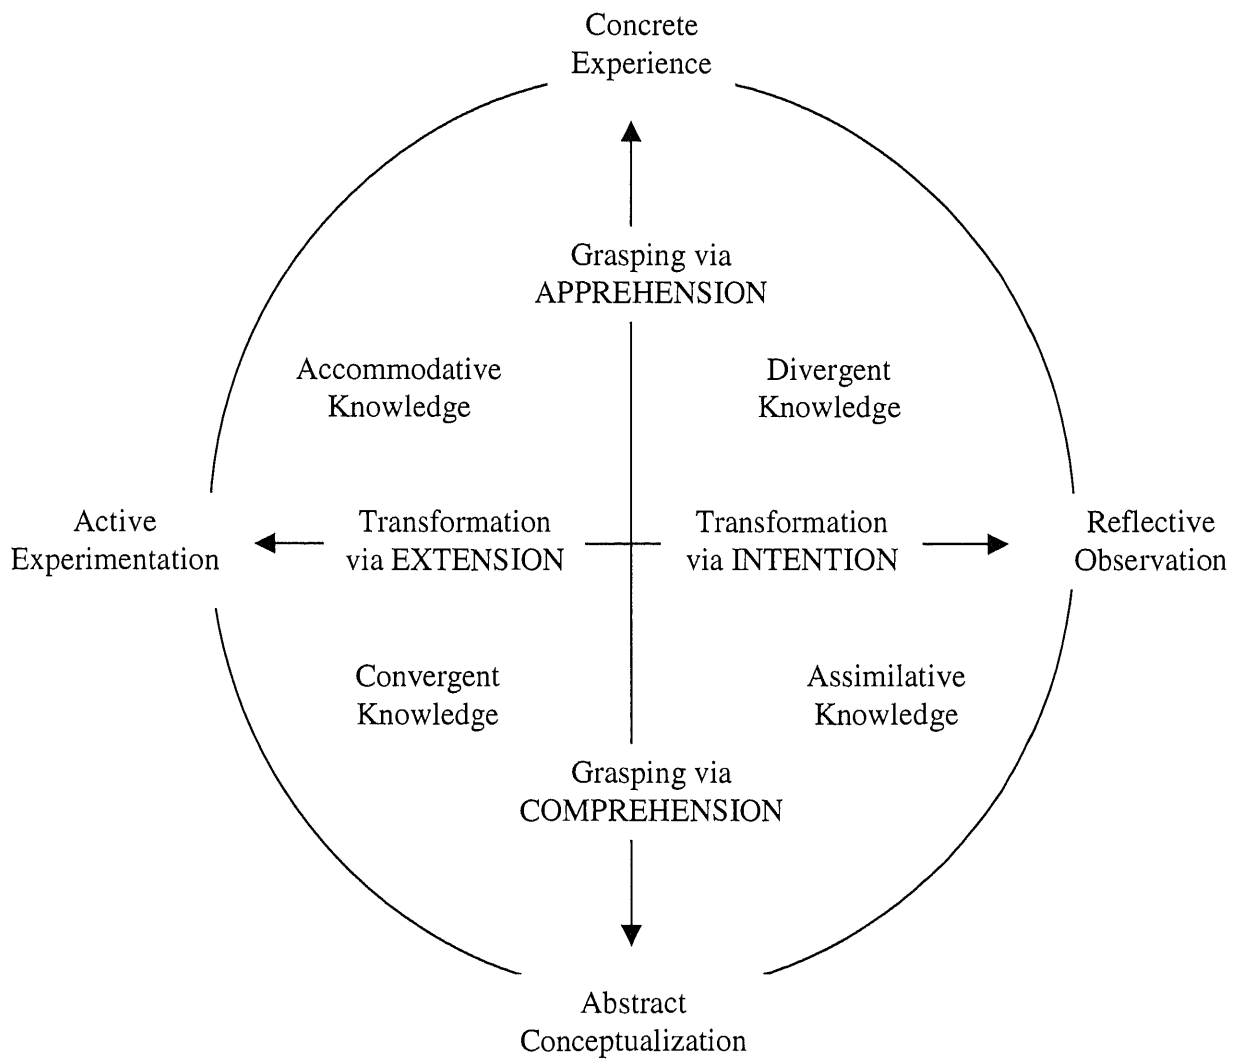 Concrete
Experience
Grasping via
APPREHENSION
Accommodative
Knowledge
Divergent
Knowledge
Active
Experimentation
Transformation
via EXTENSION
Transformation
via INTENTION
Reflective
Observation
Convergent
Knowledge
Assimilative
Knowledge
Grasping via
COMPREHENSION
Abstract
Conceptualization